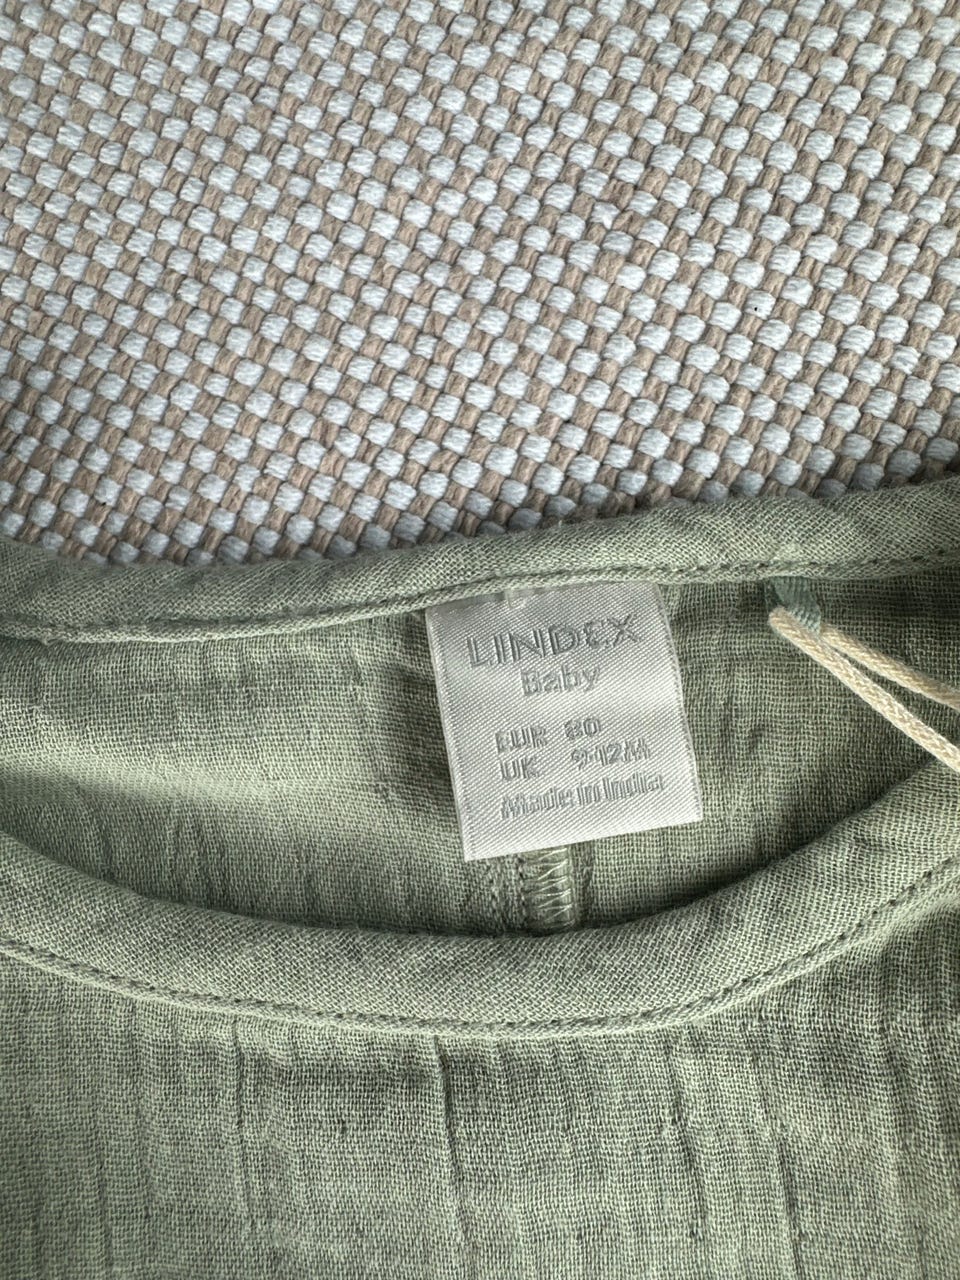 LINDEX
Baby
EUR 80
UK 9-12M
Made in India